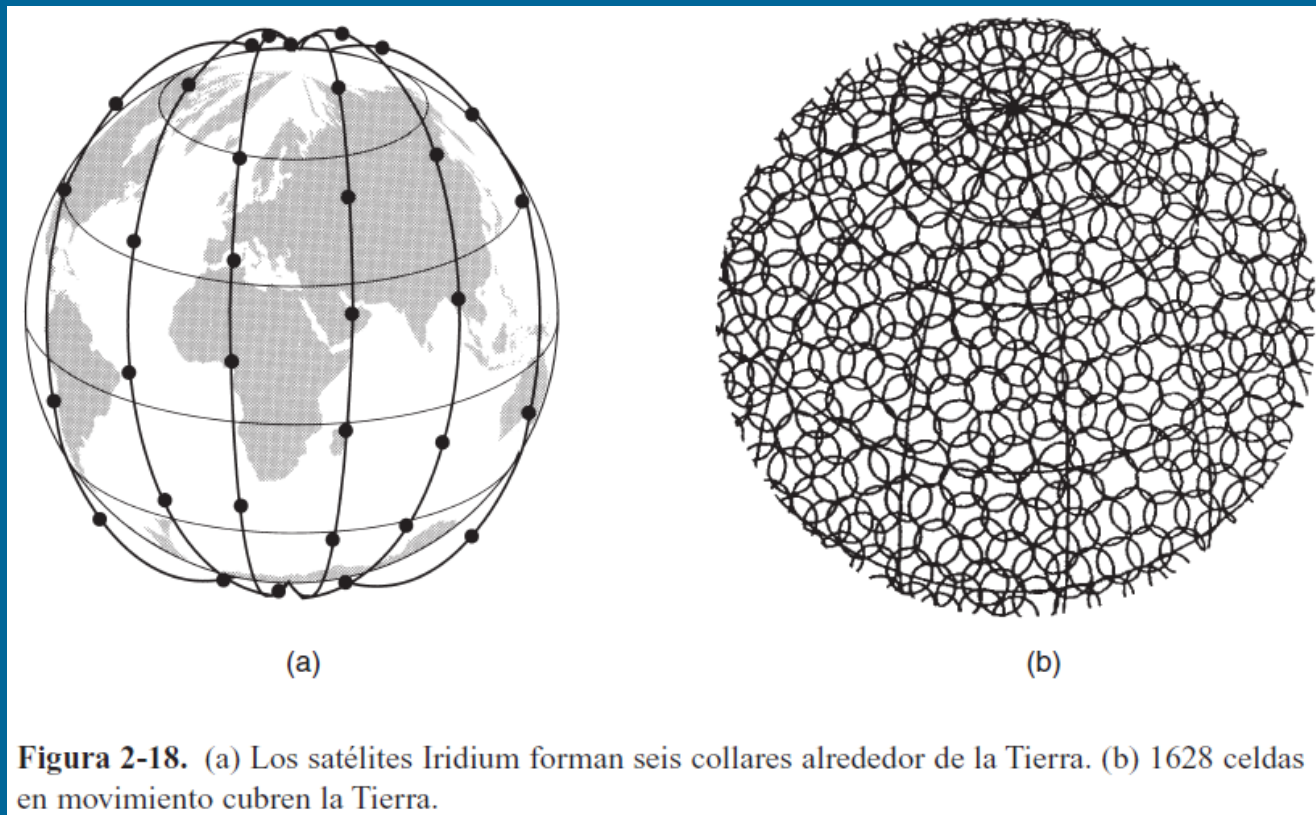 (a)
(b)
Figura 2-18. (a) Los satélites Iridium forman seis collares alrededor de la Tierra. (b) 1628 celdas
en movimiento cubren la Tierra.